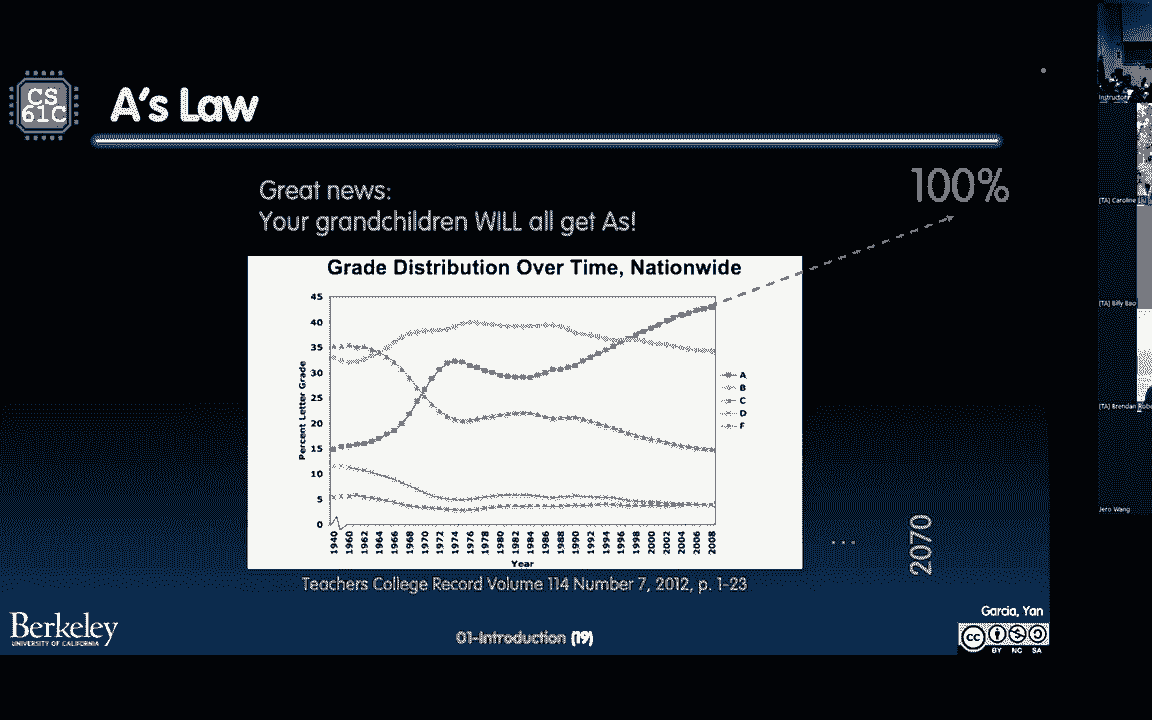 CS
61C
A's Law
Great news:
Your grandchildren WILL all get As!
100%
Grade Distribution Over Time, Nationwide
Percent Letter Grade
45
40
35
30
25
20
15
10
5
0
1940 1960 1962 1964 1966 1968 1970 1972 1974 1976 1978 1980 1982 1984 1986 1988 1990 1992 1994 1996 1998 2000 2002 2004 2006 2008
Year
A
B
C
D
F
...
2070
Teachers College Record Volume 114 Number 7, 2012, p. 1-23
Berkeley
UNIVERSITY OF CALIFORNIA
01-Introduction (19)
Garcia, Yan
cc
BY NC SA
Instructor
[TA] Caroline
[TA] Billy Bao
[TA] Brendan
Jero Wang